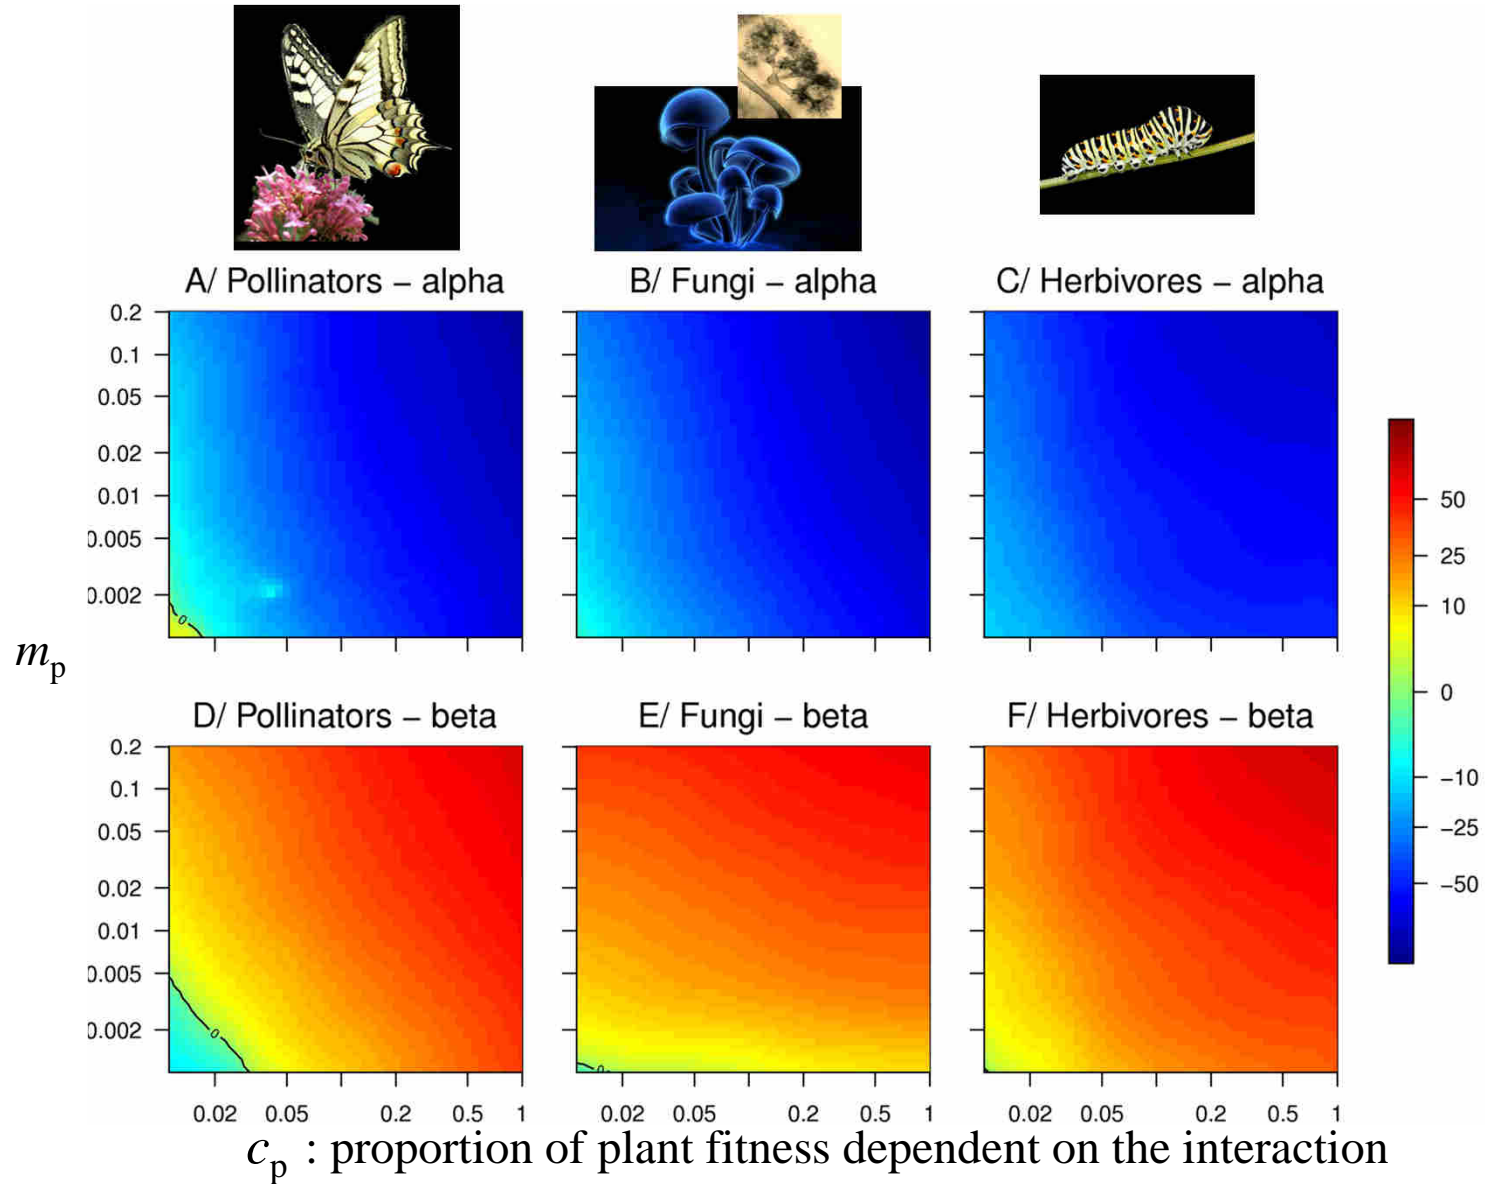 A/ Pollinators – alpha
B/ Fungi – alpha
C/ Herbivores – alpha
0.2
0.1
0.05
0.02
0.01
0.005
0.002
0
50
25
10
0
−10
−25
−50
mp
D/ Pollinators – beta
E/ Fungi – beta
F/ Herbivores – beta
0.2
0.1
0.05
0.02
0.01
0.005
0.002
0
0
0.02 0.05 0.2 0.5 1
0.02 0.05 0.2 0.5 1
0.02 0.05 0.2 0.5 1
cp : proportion of plant fitness dependent on the interaction